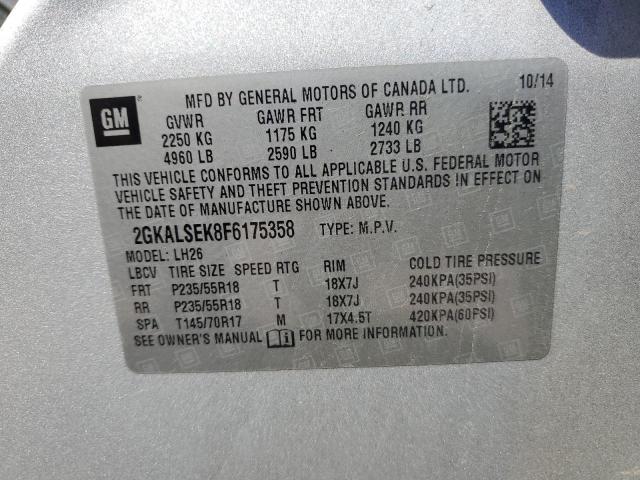 GM
MFD BY GENERAL MOTORS OF CANADA LTD. 10/14
GVWR GAWR FRT GAWR RR
2250 KG 1175 KG 1240 KG
4960 LB 2590 LB 2733 LB
THIS VEHICLE CONFORMS TO ALL APPLICABLE U.S. FEDERAL MOTOR
VEHICLE SAFETY AND THEFT PREVENTION STANDARDS IN EFFECT ON
THE DATE OF MANUFACTURE SHOWN ABOVE.
2GKALSEK8F6175358 TYPE: M.P.V.
MODEL: LH26
LBCV TIRE SIZE SPEED RTG RIM COLD TIRE PRESSURE
FRT P235/55R18 T 18X7J 240KPA(35PSI)
RR P235/55R18 T 18X7J 240KPA(35PSI)
SPA T145/70R17 M 17X4.5T 420KPA(60PSI)
SEE OWNER'S MANUAL FOR MORE INFORMATION.